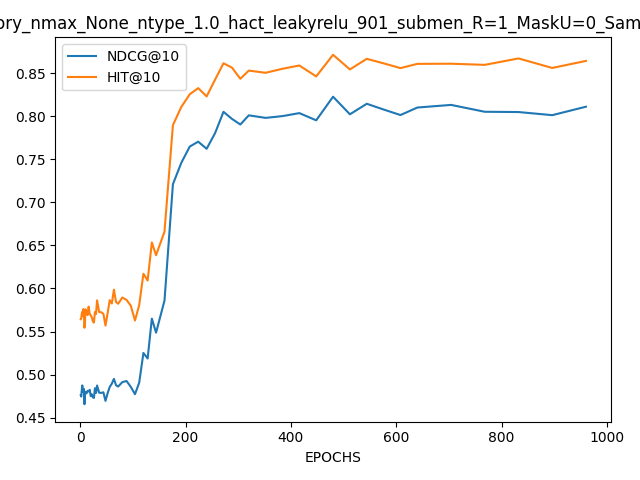 ory_nmax_None_ntype_1.0_hact_leakyrelu_901_submen_R=1_MaskU=0_Sam
NDCG@10
HIT@10
0.85
0.80
0.75
0.70
0.65
0.60
0.55
0.50
0.45
0 200 400 600 800 1000
EPOCHS